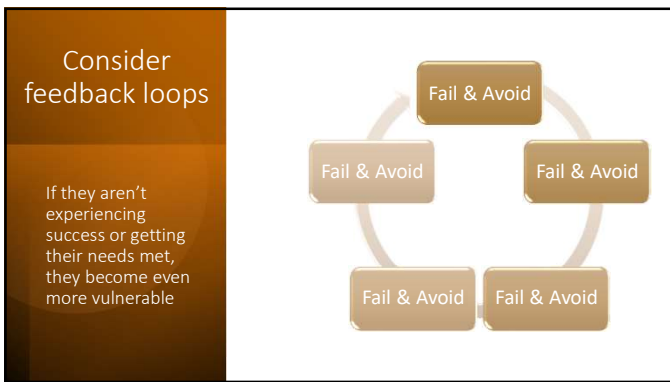 Consider
feedback loops
If they aren’t
experiencing
success or getting
their needs met,
they become even
more vulnerable
Fail & Avoid
Fail & Avoid
Fail & Avoid
Fail & Avoid
Fail & Avoid